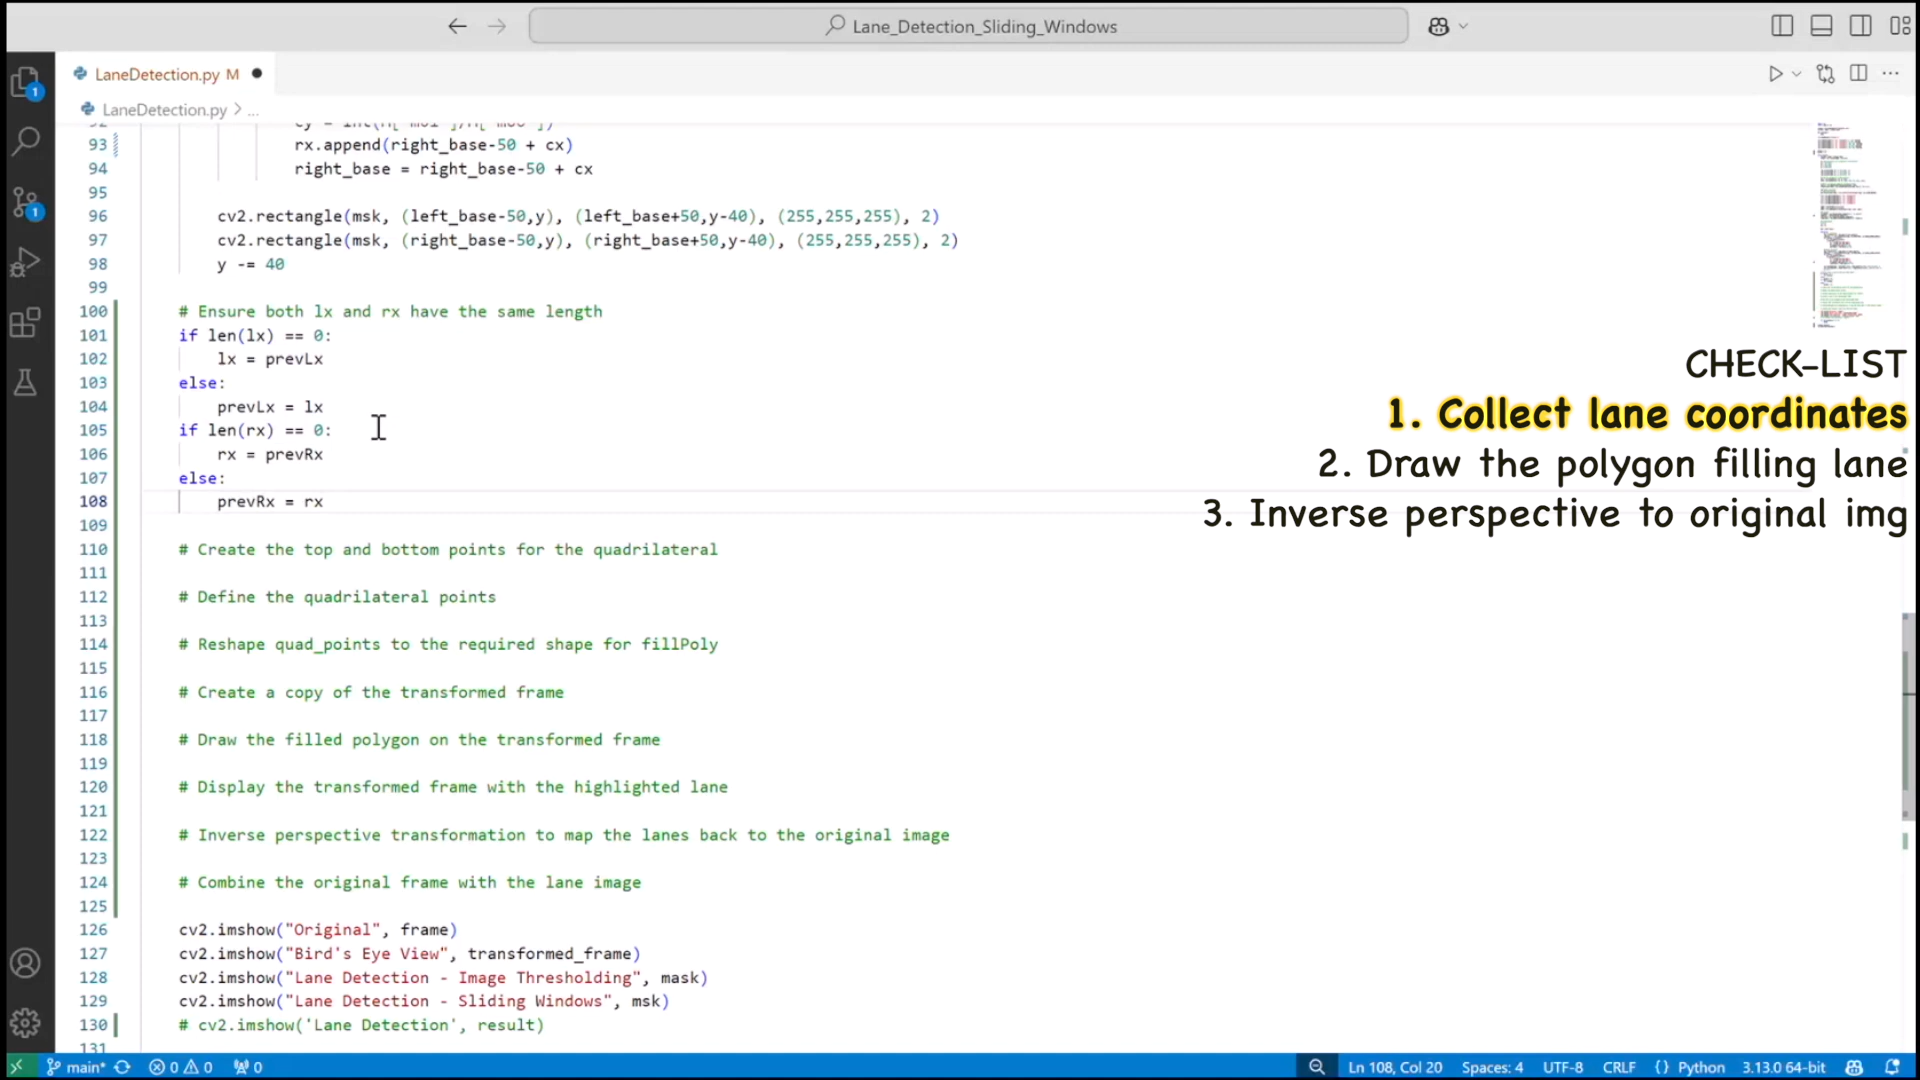 Lane_Detection_Sliding_Windows
LaneDetection.py M
LaneDetection.py > ...
1
1
93 rx.append(right_base-50 + cx)
94 right_base = right_base-50 + cx
95
96 cv2.rectangle(msk, (left_base-50,y), (left_base+50,y-40), (255,255,255), 2)
97 cv2.rectangle(msk, (right_base-50,y), (right_base+50,y-40), (255,255,255), 2)
98 y -= 40
99
100 # Ensure both lx and rx have the same length
101 if len(lx) == 0:
102 lx = prevLx
103 else:
104 prevLx = lx
105 if len(rx) == 0:
106 rx = prevRx
107 else:
108 prevRx = rx
109
110 # Create the top and bottom points for the quadrilateral
111
112 # Define the quadrilateral points
113
114 # Reshape quad_points to the required shape for fillPoly
115
116 # Create a copy of the transformed frame
117
118 # Draw the filled polygon on the transformed frame
119
120 # Display the transformed frame with the highlighted lane
121
122 # Inverse perspective transformation to map the lanes back to the original image
123
124 # Combine the original frame with the lane image
125
126 cv2.imshow("Original", frame)
127 cv2.imshow("Bird's Eye View", transformed_frame)
128 cv2.imshow("Lane Detection - Image Thresholding", mask)
129 cv2.imshow("Lane Detection - Sliding Windows", msk)
130 # cv2.imshow('Lane Detection', result)
131
CHECK-LIST
1. Collect lane coordinates
2. Draw the polygon filling lane
3. Inverse perspective to original img
main* 0 0 0 Ln 108, Col 20 Spaces: 4 UTF-8 CRLF {} Python 3.13.0 64-bit